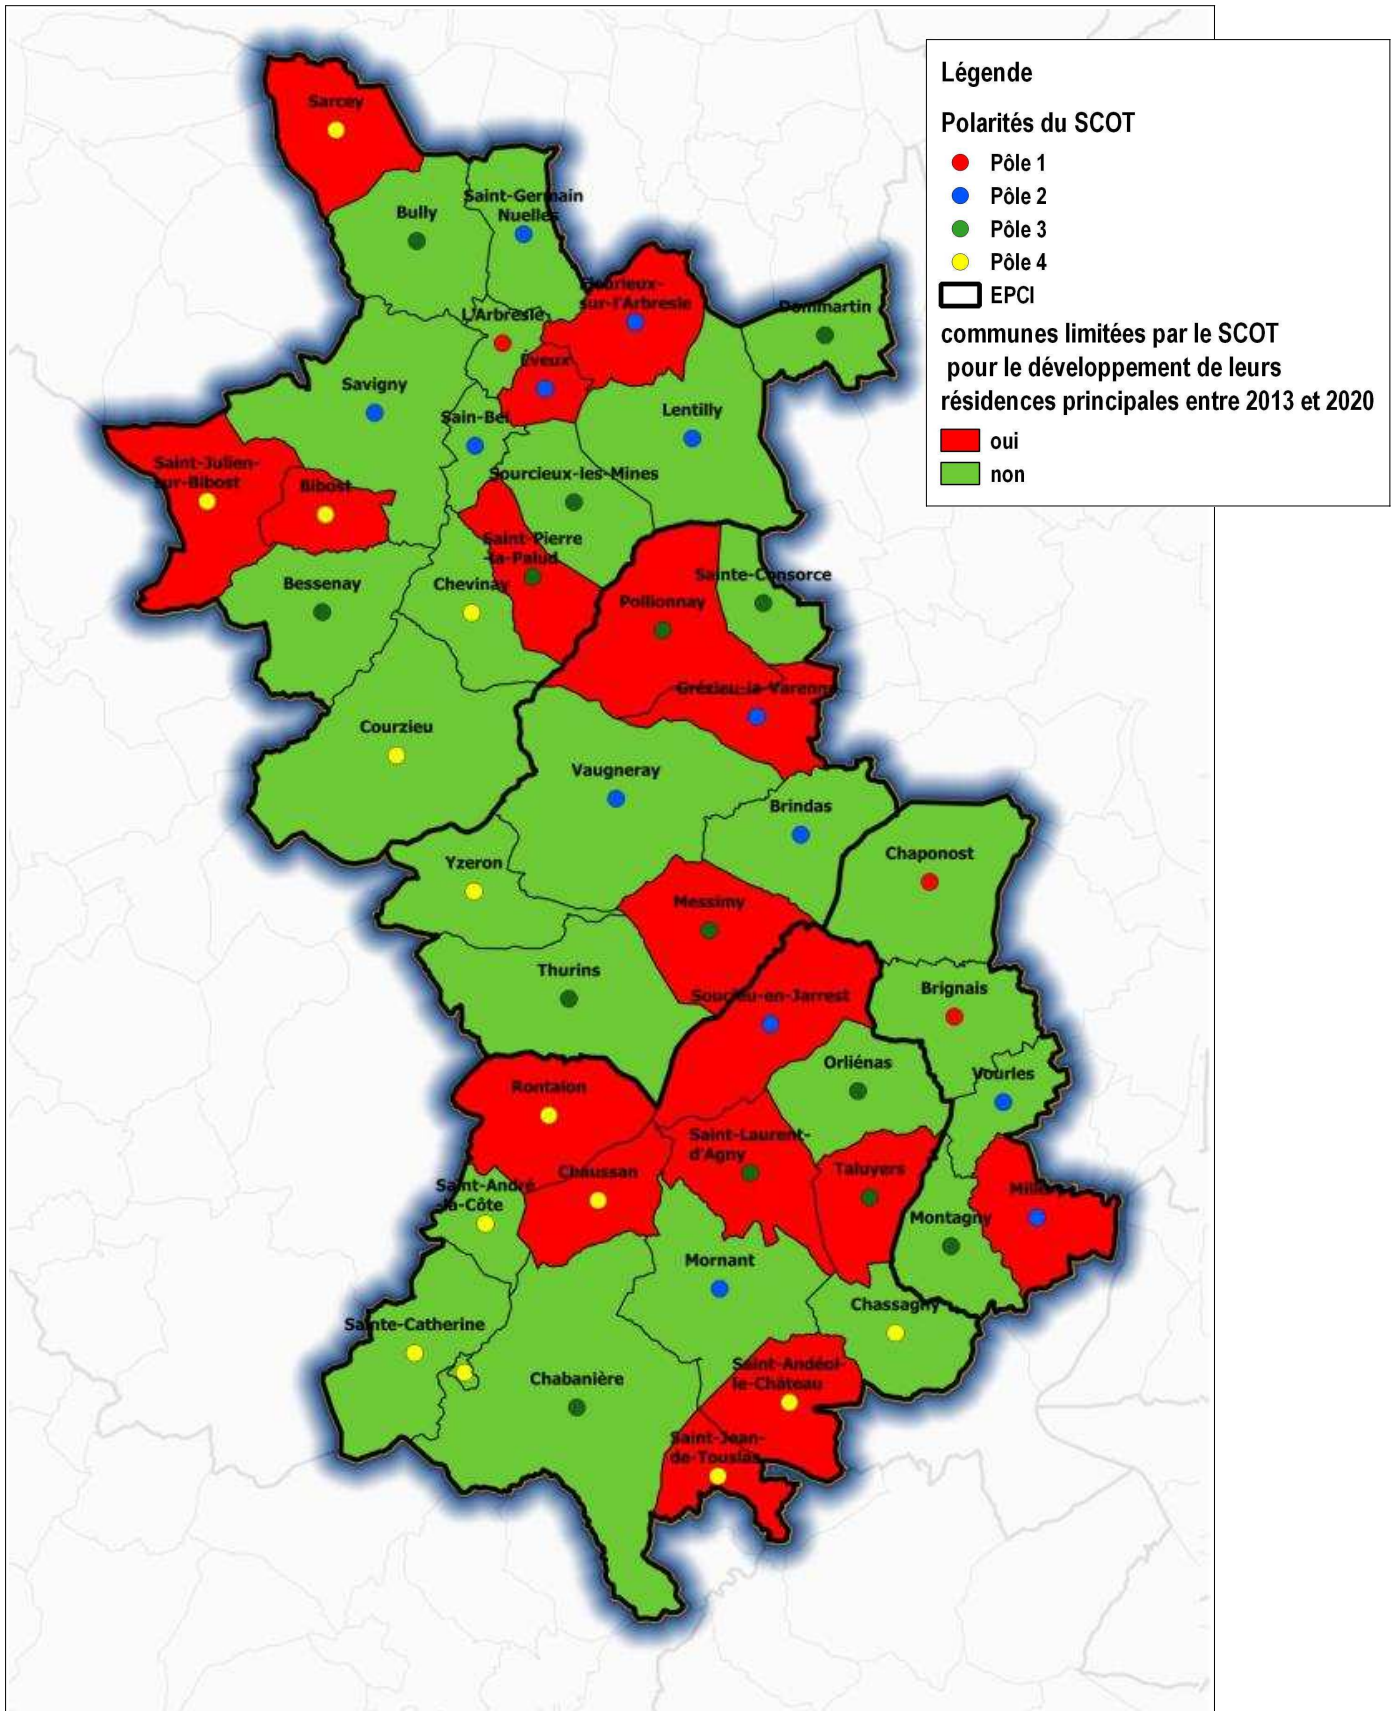 Légende
Polarités du SCOT
Pôle 1
Pôle 2
Pôle 3
Pôle 4
EPCI
communes limitées par le SCOT
pour le développement de leurs
résidences principales entre 2013 et 2020
oui
non
Sarcey
Saint-Germain
Nuelles
Bully
Fleurieux-
sur-l'Arbresle
Dommartin
L'Arbresle
Éveux
Savigny
Lentilly
Sain-Bel
Saint-Julien-
sur-Bibost
Bibost
Sourcieux-les-Mines
Saint-Pierre
-la-Palud
Bessenay
Chevinay
Sainte-Consorce
Pollionnay
Grézieu-la-Varenne
Courzieu
Vaugneray
Brindas
Chaponost
Yzeron
Messimy
Thurins
Soucieu-en-Jarrest
Brignais
Orliénas
Vourles
Rontalon
Saint-Laurent-
d'Agny
Chaussan
Taluyers
Saint-André
-la-Côte
Montagny
Mornant
Chassagny
Sainte-Catherine
Saint-Andéol-
le-Château
Chabanière
Saint-Jean-
de-Touslas